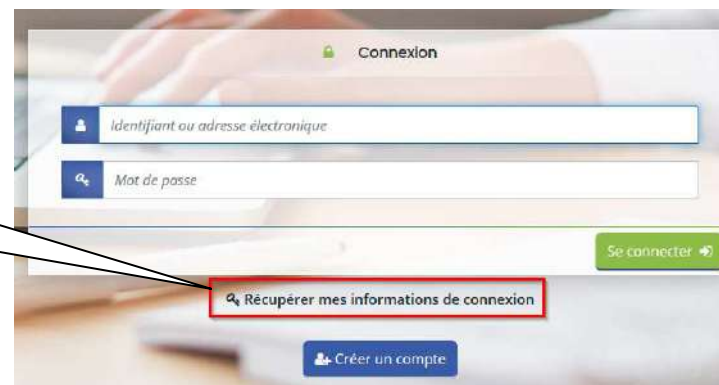 Connexion
Identifiant ou adresse électronique
Mot de passe
Se connecter
Récupérer mes informations de connexion
Créer un compte